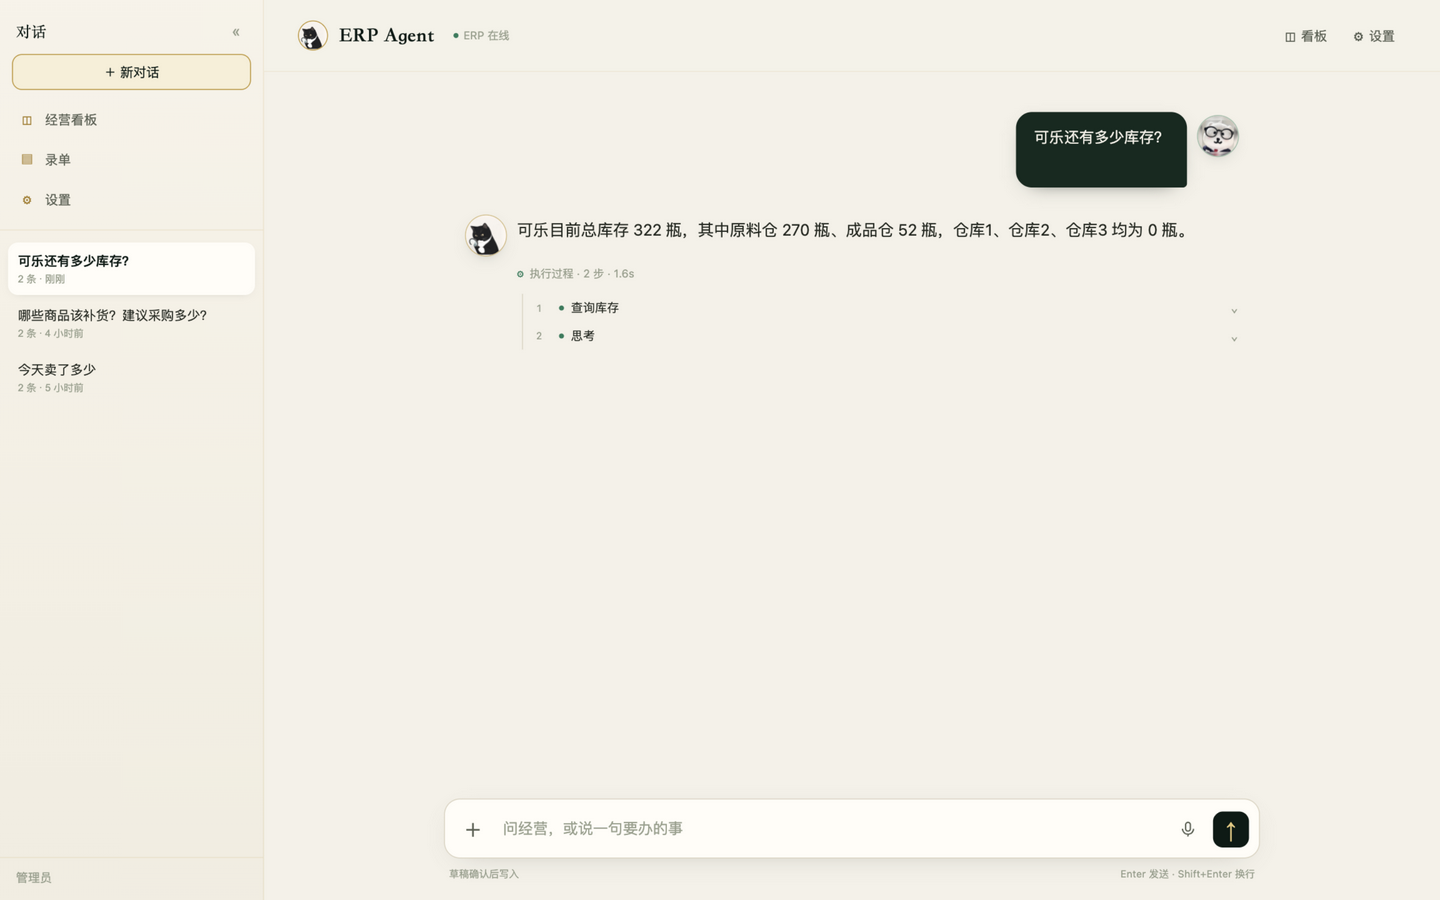 对话
«
+ 新对话
经营看板
录单
设置
可乐还有多少库存？
2 条 · 刚刚
哪些商品该补货？建议采购多少？
2 条 · 4 小时前
今天卖了多少
2 条 · 5 小时前
管理员
ERP Agent
ERP 在线
看板
设置
可乐还有多少库存？
可乐目前总库存 322 瓶，其中原料仓 270 瓶、成品仓 52 瓶，仓库1、仓库2、仓库3 均为 0 瓶。
执行过程 · 2 步 · 1.6s
1 查询库存
2 思考
问经营，或说一句要办的事
草稿确认后写入
Enter 发送 · Shift+Enter 换行